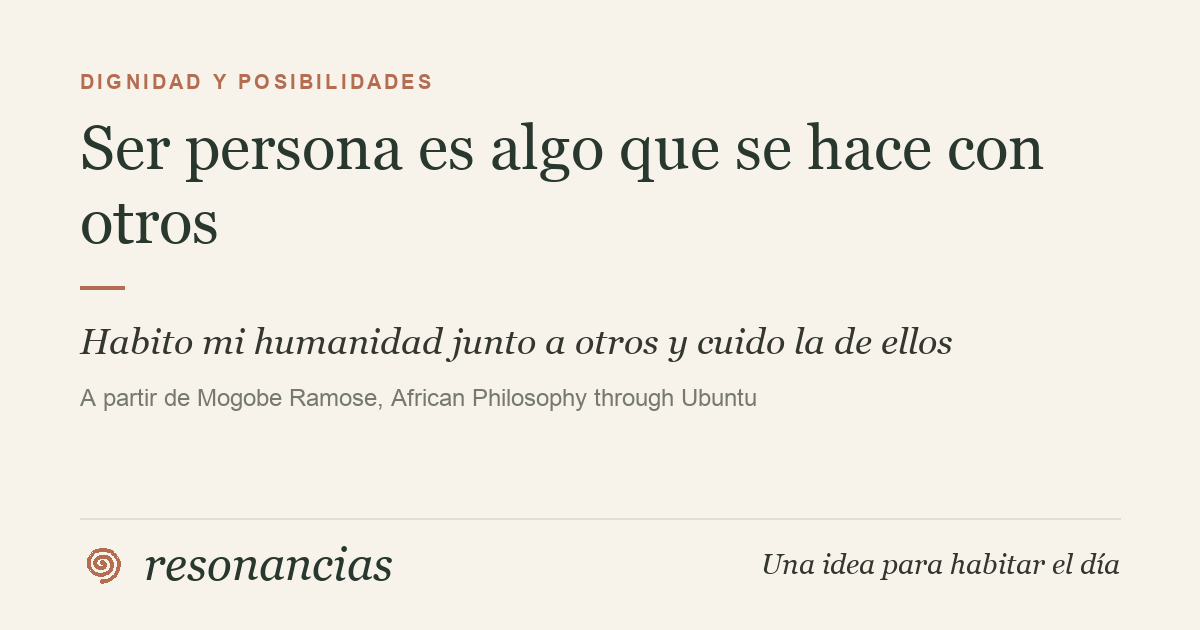 DIGNIDAD Y POSIBILIDADES
Ser persona es algo que se hace con
otros
Habito mi humanidad junto a otros y cuido la de ellos
A partir de Mogobe Ramose, African Philosophy through Ubuntu
resonancias
Una idea para habitar el día